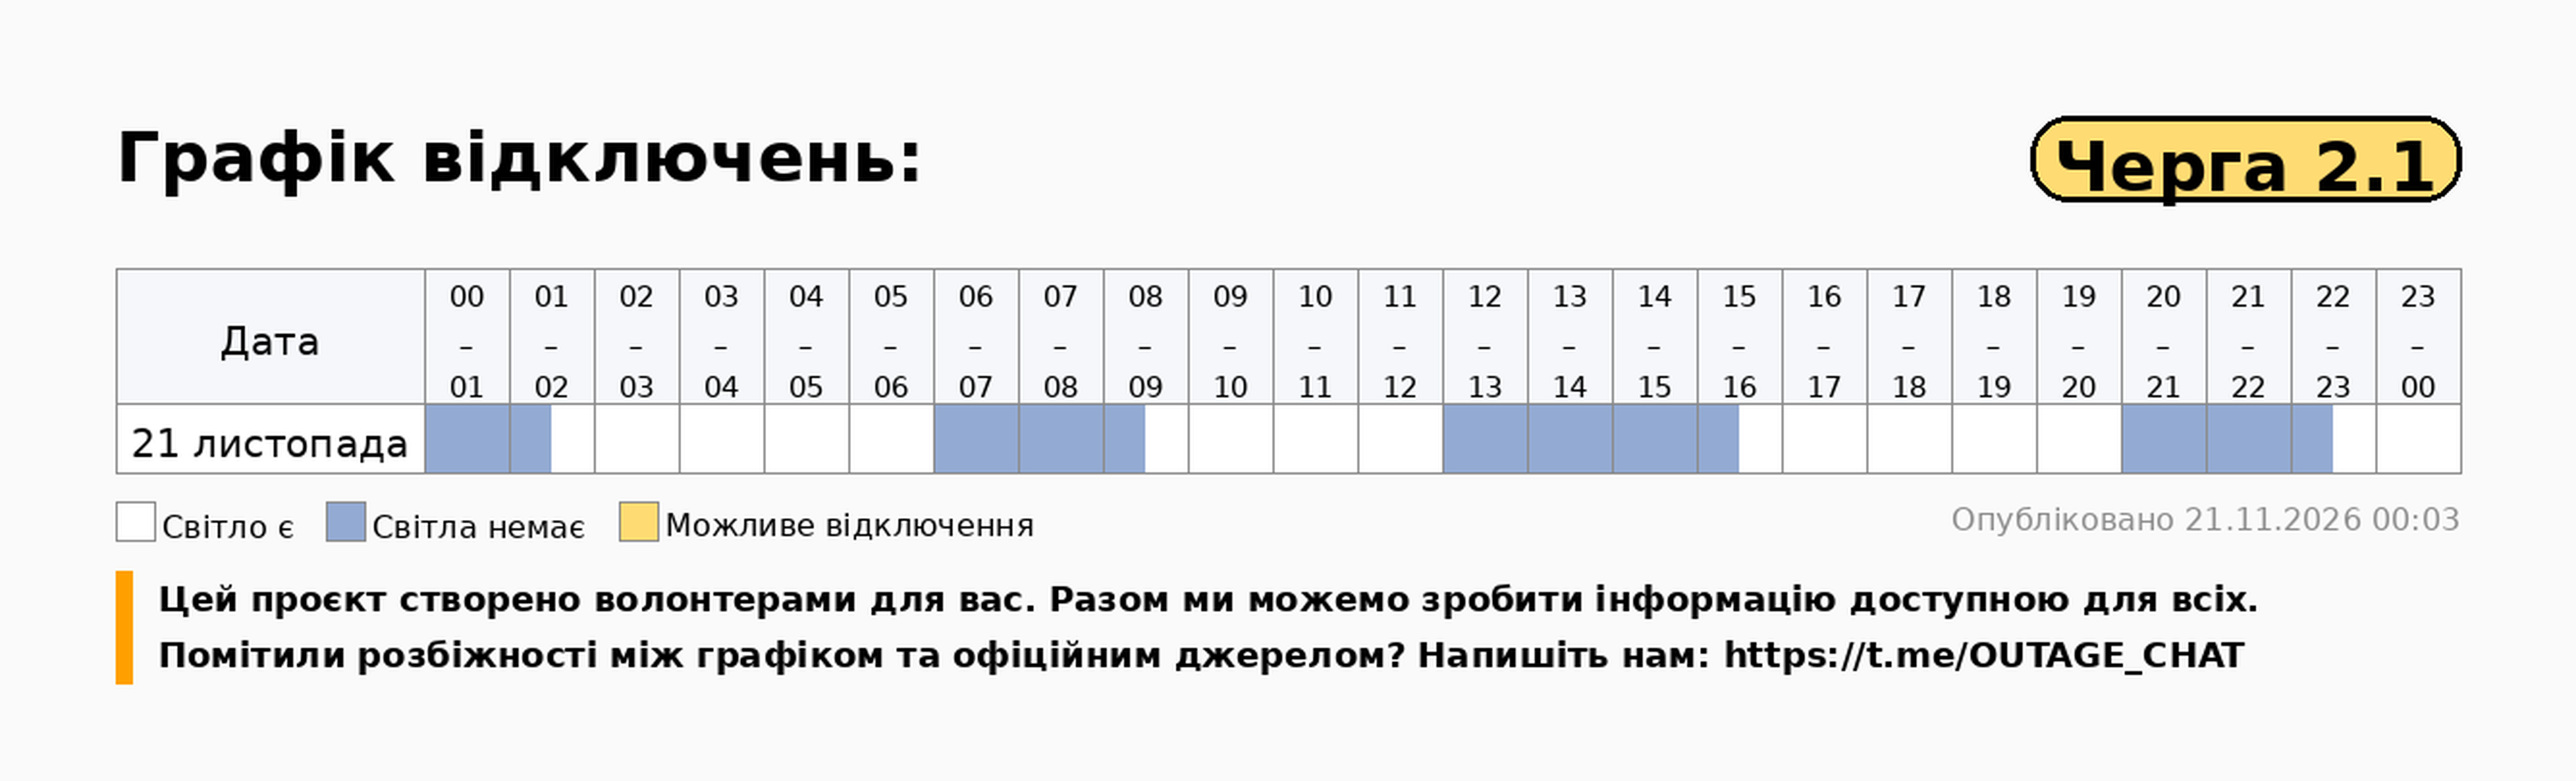 Графік відключень:
Черга 2.1
Дата
00 – 01
01 – 02
02 – 03
03 – 04
04 – 05
05 – 06
06 – 07
07 – 08
08 – 09
09 – 10
10 – 11
11 – 12
12 – 13
13 – 14
14 – 15
15 – 16
16 – 17
17 – 18
18 – 19
19 – 20
20 – 21
21 – 22
22 – 23
23 – 00
21 листопада
Світло є
Світла немає
Можливе відключення
Опубліковано 21.11.2026 00:03
Цей проєкт створено волонтерами для вас. Разом ми можемо зробити інформацію доступною для всіх.
Помітили розбіжності між графіком та офіційним джерелом? Напишіть нам: https://t.me/OUTAGE_CHAT